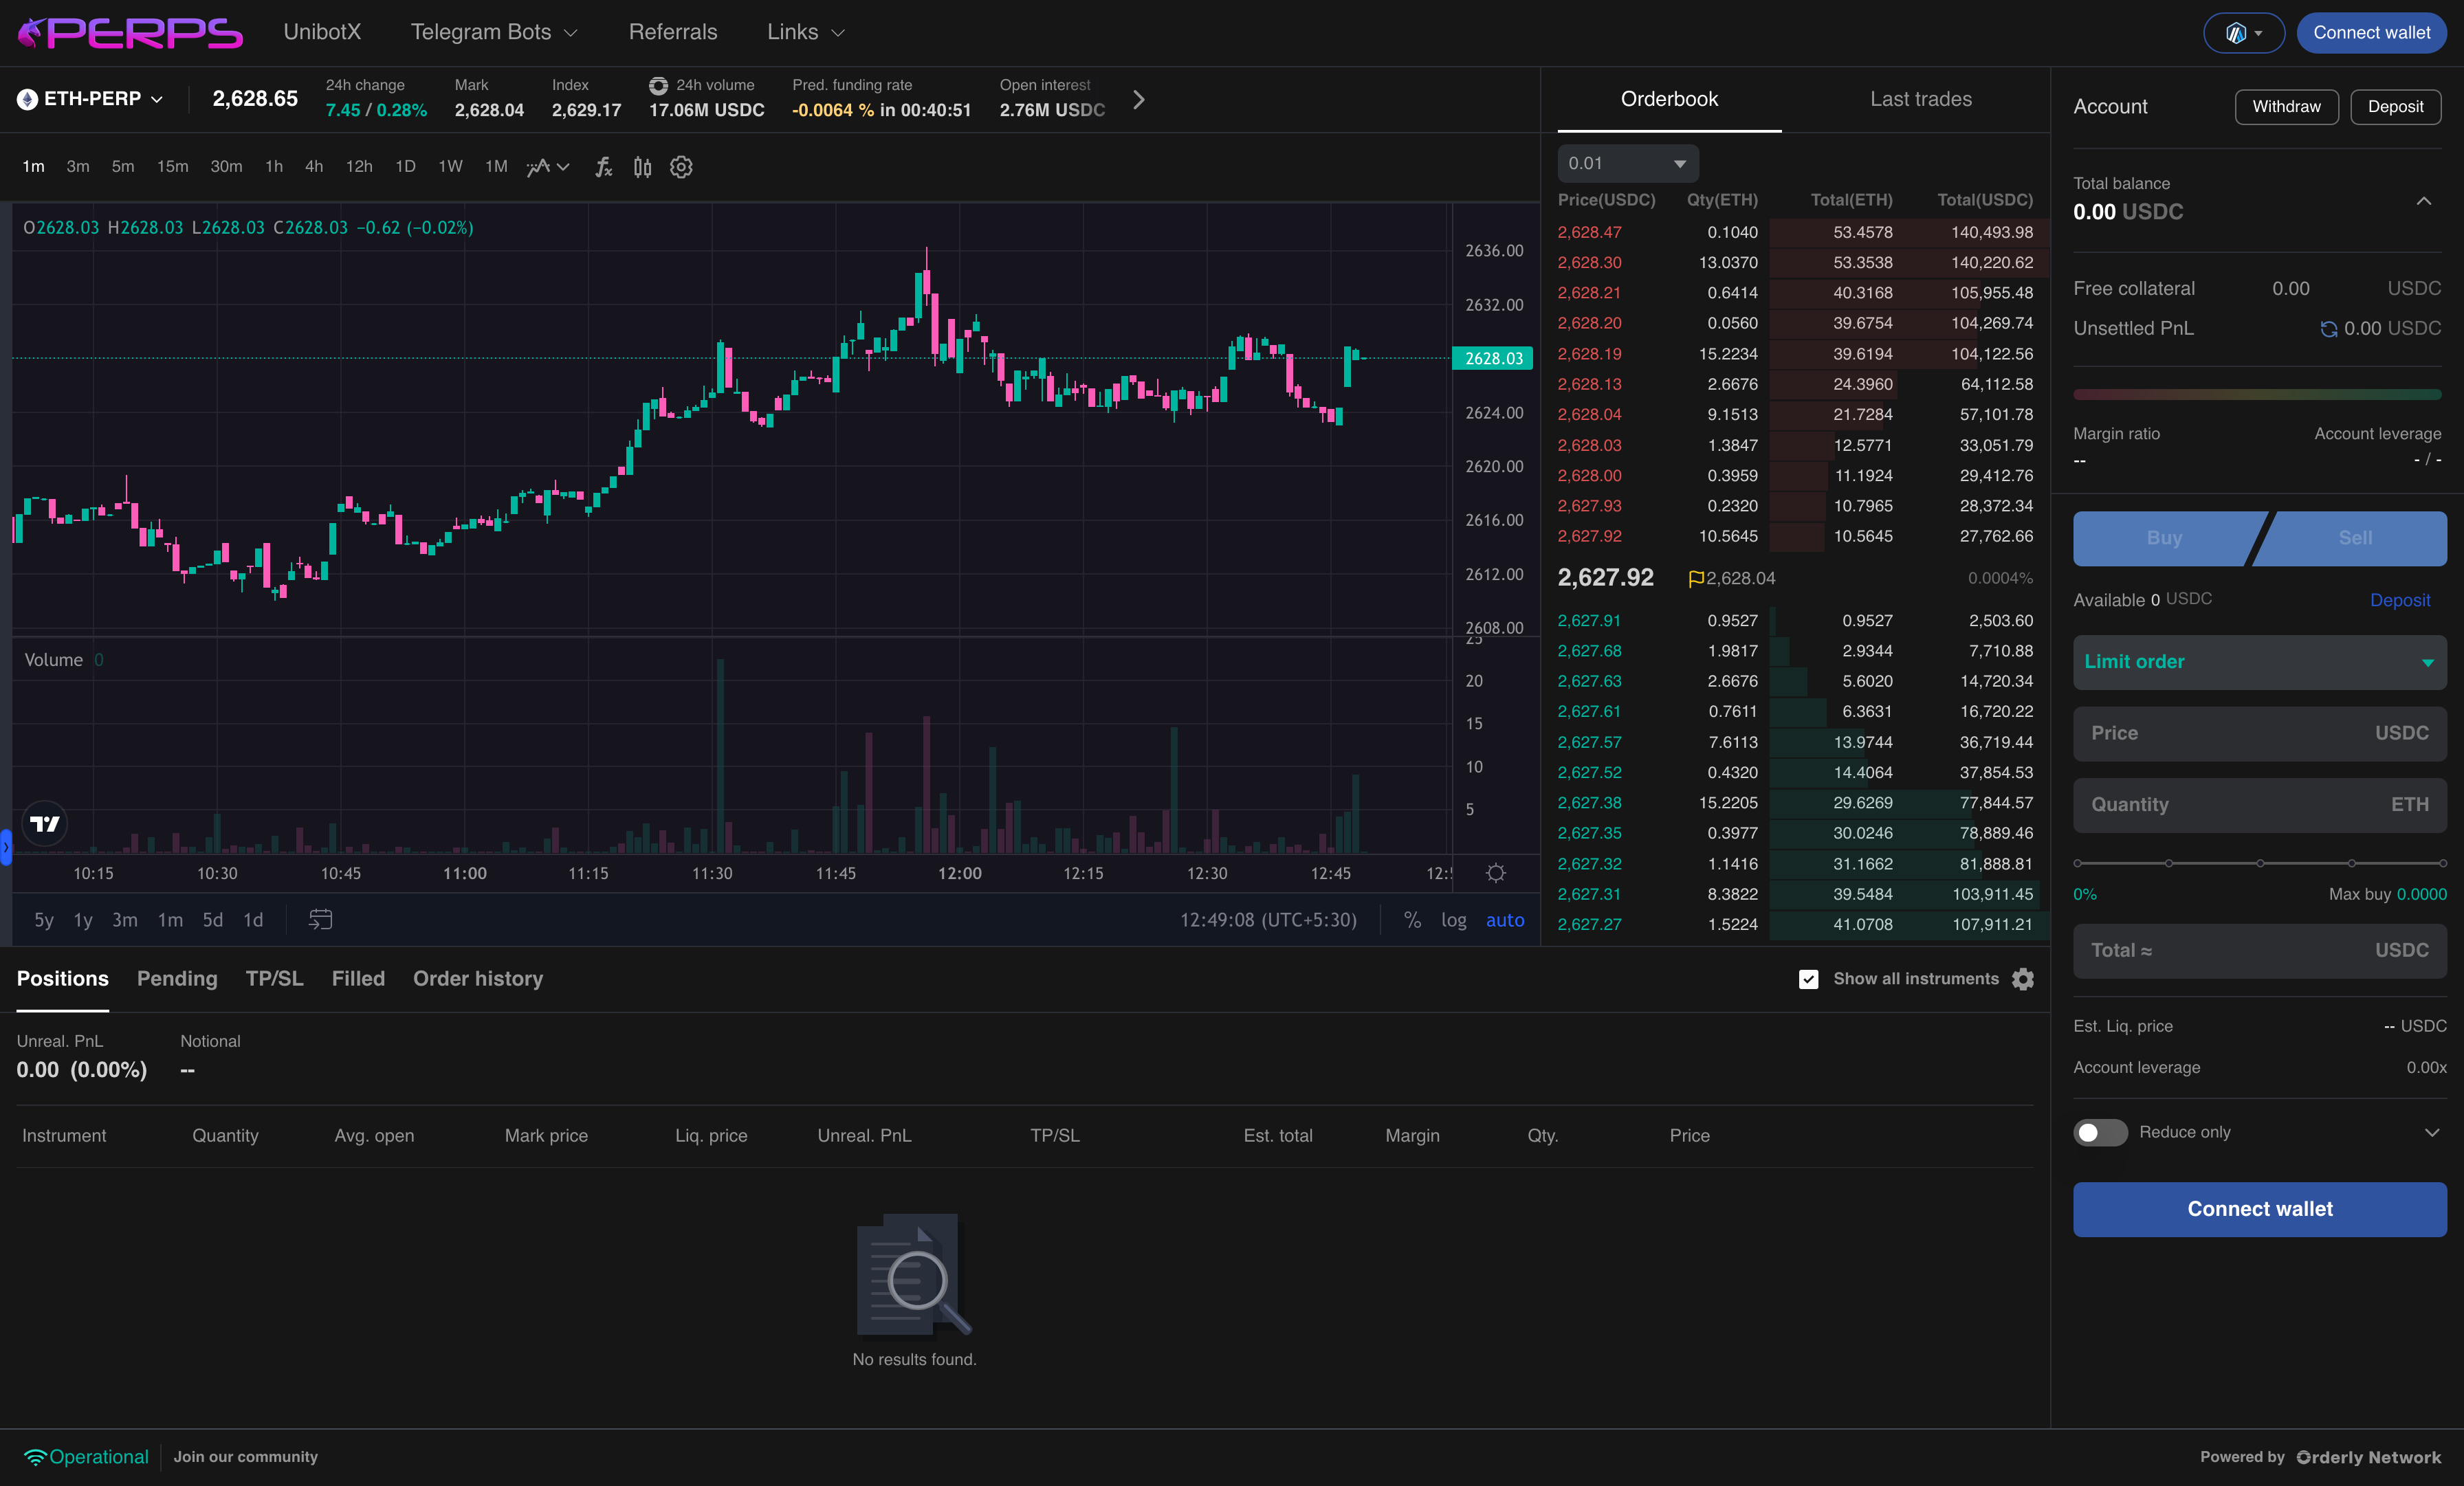 PERPS UnibotX Telegram Bots Referrals Links Connect wallet
ETH-PERP 2,628.65
24h change
7.45 / 0.28%
Mark
2,628.04
Index
2,629.17
24h volume
17.06M USDC
Pred. funding rate
-0.0064 % in 00:40:51
Open interest
2.76M USDC
1m 3m 5m 15m 30m 1h 4h 12h 1D 1W 1M
O2628.03 H2628.03 L2628.03 C2628.03 −0.62 (−0.02%)
2636.00
2632.00
2628.03
2624.00
2620.00
2616.00
2612.00
2608.00
Volume 0
25
20
15
10
5
10:15 10:30 10:45 11:00 11:15 11:30 11:45 12:00 12:15 12:30 12:45
5y 1y 3m 1m 5d 1d 12:49:08 (UTC+5:30) % log auto
Orderbook Last trades
0.01
Price(USDC) Qty(ETH) Total(ETH) Total(USDC)
2,628.47 0.1040 53.4578 140,493.98
2,628.30 13.0370 53.3538 140,220.62
2,628.21 0.6414 40.3168 105,955.48
2,628.20 0.0560 39.6754 104,269.74
2,628.19 15.2234 39.6194 104,122.56
2,628.13 2.6676 24.3960 64,112.58
2,628.04 9.1513 21.7284 57,101.78
2,628.03 1.3847 12.5771 33,051.79
2,628.00 0.3959 11.1924 29,412.76
2,627.93 0.2320 10.7965 28,372.34
2,627.92 10.5645 10.5645 27,762.66
2,627.92 2,628.04 0.0004%
2,627.91 0.9527 0.9527 2,503.60
2,627.68 1.9817 2.9344 7,710.88
2,627.63 2.6676 5.6020 14,720.34
2,627.61 0.7611 6.3631 16,720.22
2,627.57 7.6113 13.9744 36,719.44
2,627.52 0.4320 14.4064 37,854.53
2,627.38 15.2205 29.6269 77,844.57
2,627.35 0.3977 30.0246 78,889.46
2,627.32 1.1416 31.1662 81,888.81
2,627.31 8.3822 39.5484 103,911.45
2,627.27 1.5224 41.0708 107,911.21
Account Withdraw Deposit
Total balance
0.00 USDC
Free collateral 0.00 USDC
Unsettled PnL 0.00 USDC
Margin ratio Account leverage
-- - / -
Buy Sell
Available 0 USDC Deposit
Limit order
Price USDC
Quantity ETH
0% Max buy 0.0000
Total ≈ USDC
Est. Liq. price -- USDC
Account leverage 0.00x
Reduce only
Connect wallet
Positions Pending TP/SL Filled Order history Show all instruments
Unreal. PnL Notional
0.00 (0.00%) --
Instrument Quantity Avg. open Mark price Liq. price Unreal. PnL TP/SL Est. total Margin Qty. Price
No results found.
Operational Join our community Powered by Orderly Network